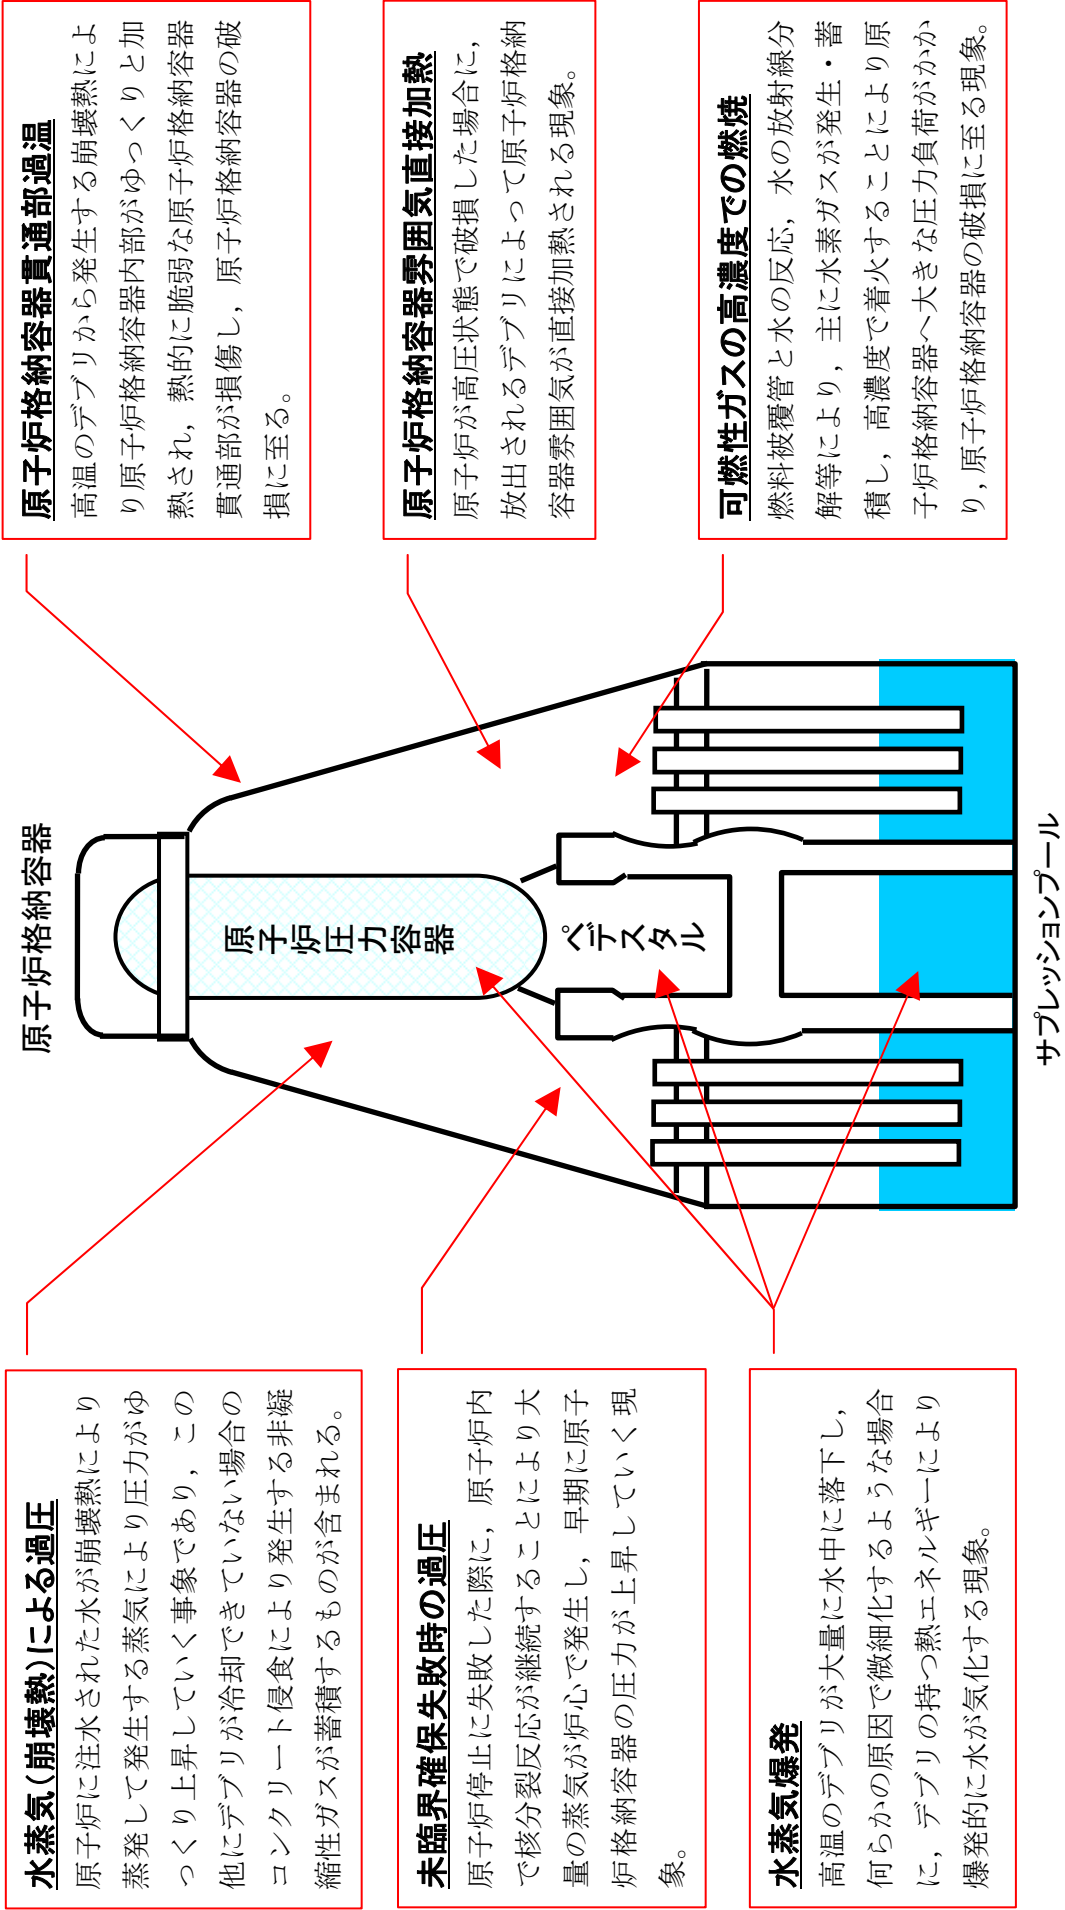 水蒸気(崩壊熱)による過圧
原子炉に注水された水が崩壊熱により
蒸発して発生する蒸気により圧力がゆ
っくり上昇していく事象であり，この
他にデブリが冷却できていない場合の
コンクリート侵食により発生する非凝
縮性ガスが蓄積するものが含まれる。
未臨界確保失敗時の過圧
原子炉停止に失敗した際に，原子炉内
で核分裂反応が継続することにより大
量の蒸気が炉心で発生し，早期に原子
炉格納容器の圧力が上昇していく現
象。
水蒸気爆発
高温のデブリが大量に水中に落下し，
何らかの原因で微細化するような場合
に，デブリの持つ熱エネルギーにより
爆発的に水が気化する現象。
原子炉格納容器
原子炉圧力容器
ペデスタル
サプレッションプール
原子炉格納容器貫通部過温
高温のデブリから発生する崩壊熱によ
り原子炉格納容器内部がゆっくりと加
熱され，熱的に脆弱な原子炉格納容器
貫通部が損傷し，原子炉格納容器の破
損に至る。
原子炉格納容器雰囲気直接加熱
原子炉が高圧状態で破損した場合に，
放出されるデブリによって原子炉格納
容器雰囲気が直接加熱される現象。
可燃性ガスの高濃度での燃焼
燃料被覆管と水の反応，水の放射線分
解等により，主に水素ガスが発生・蓄
積し，高濃度で着火することにより原
子炉格納容器へ大きな圧力負荷がかか
り，原子炉格納容器の破損に至る現象。